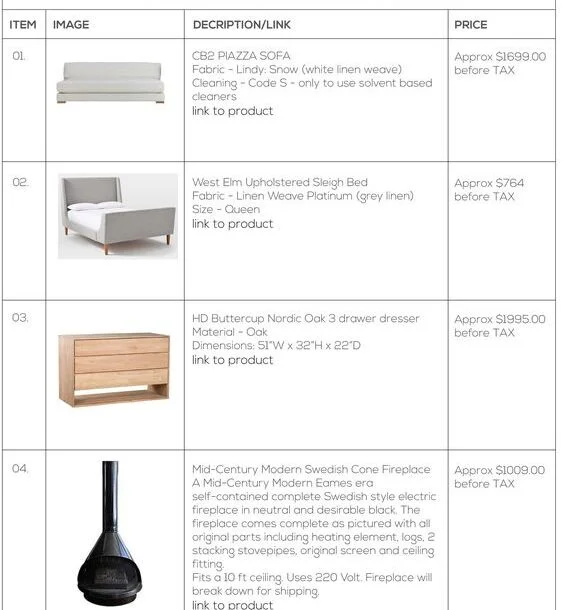 ITEM IMAGE DECRIPTION/LINK PRICE
01. CB2 PIAZZA SOFA Approx $1699.00
Fabric - Lindy: Snow (white linen weave) before TAX
Cleaning - Code S - only to use solvent based
cleaners
link to product
02. West Elm Upholstered Sleigh Bed Approx $764
Fabric - Linen Weave Platinum (grey linen) before TAX
Size - Queen
link to product
03. HD Buttercup Nordic Oak 3 drawer dresser Approx $1995.00
Material - Oak before TAX
Dimensions: 51"W x 32"H x 22"D
link to product
04. Mid-Century Modern Swedish Cone Fireplace Approx $1009.00
A Mid-Century Modern Eames era before TAX
self-contained complete Swedish style electric
fireplace in neutral and desirable black. The
fireplace comes complete as pictured with all
original parts including heating element, logs, 2
stacking stovepipes, original screen and ceiling
fitting.
Fits a 10 ft ceiling. Uses 220 Volt. Fireplace will
break down for shipping.
link to product